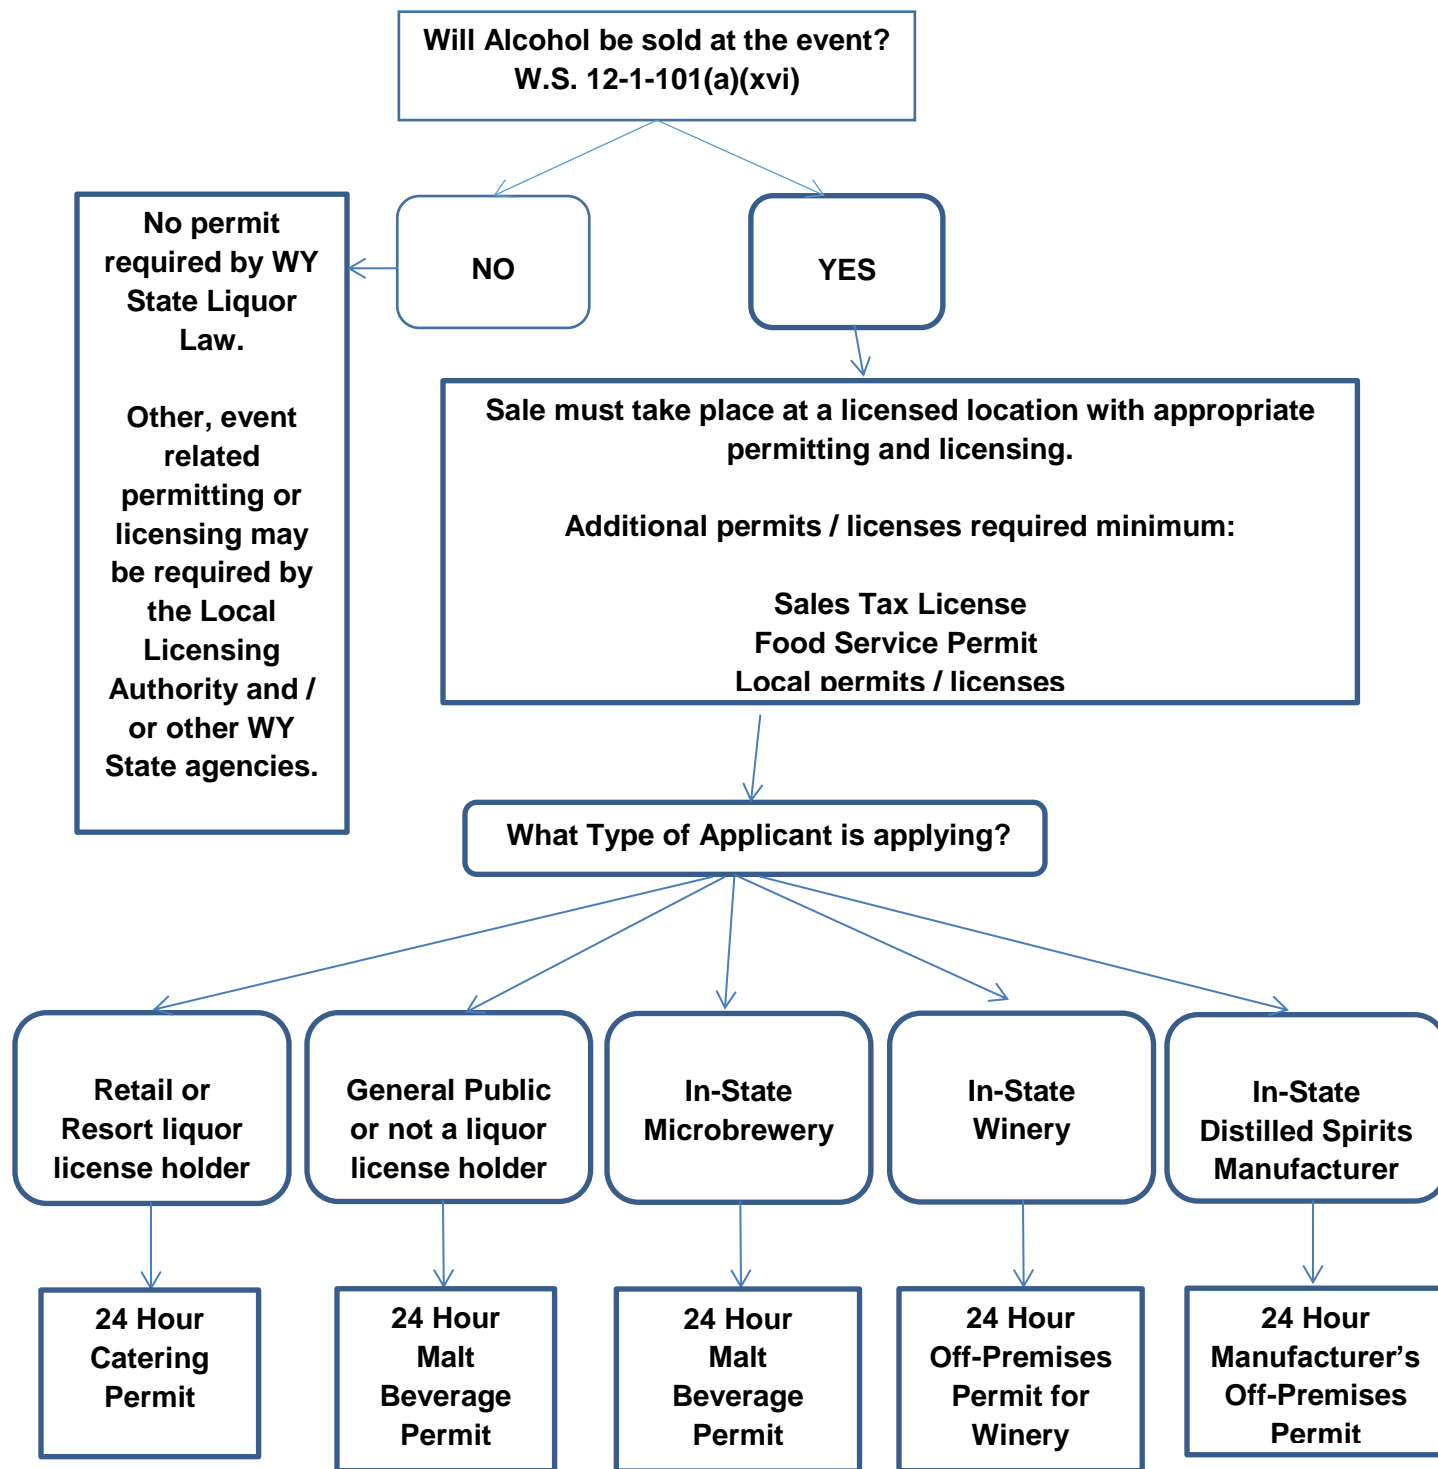 Will Alcohol be sold at the event?
W.S. 12-1-101(a)(xvi)
No permit
required by WY
State Liquor
Law.
Other, event
related
permitting or
licensing may
be required by
the Local
Licensing
Authority and /
or other WY
State agencies.
NO
YES
Sale must take place at a licensed location with appropriate
permitting and licensing.
Additional permits / licenses required minimum:
Sales Tax License
Food Service Permit
Local permits / licenses
What Type of Applicant is applying?
Retail or
Resort liquor
license holder
General Public
or not a liquor
license holder
In-State
Microbrewery
In-State
Winery
In-State
Distilled Spirits
Manufacturer
24 Hour
Catering
Permit
24 Hour
Malt
Beverage
Permit
24 Hour
Malt
Beverage
Permit
24 Hour
Off-Premises
Permit for
Winery
24 Hour
Manufacturer’s
Off-Premises
Permit